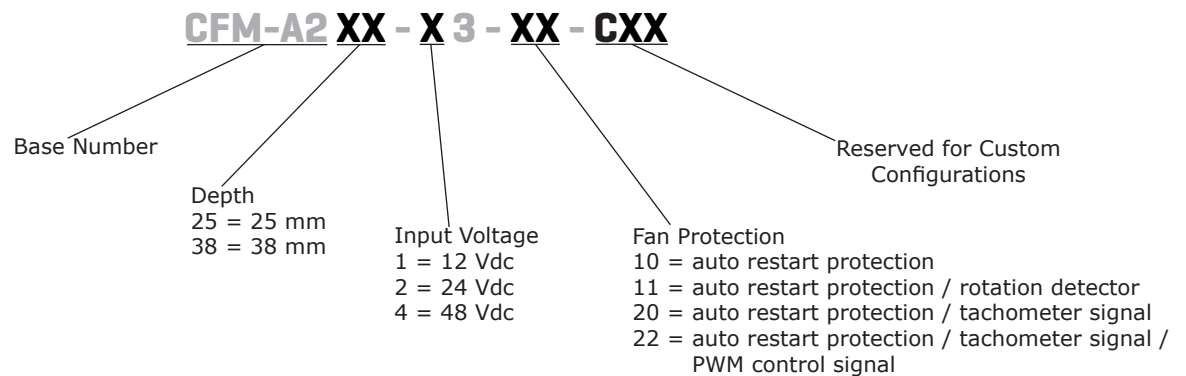 CFM-A2 XX - X 3 - XX - CXX
Base Number
Depth
25 = 25 mm
38 = 38 mm
Input Voltage
1 = 12 Vdc
2 = 24 Vdc
4 = 48 Vdc
Fan Protection
10 = auto restart protection
11 = auto restart protection / rotation detector
20 = auto restart protection / tachometer signal
22 = auto restart protection / tachometer signal /
PWM control signal
Reserved for Custom
Configurations